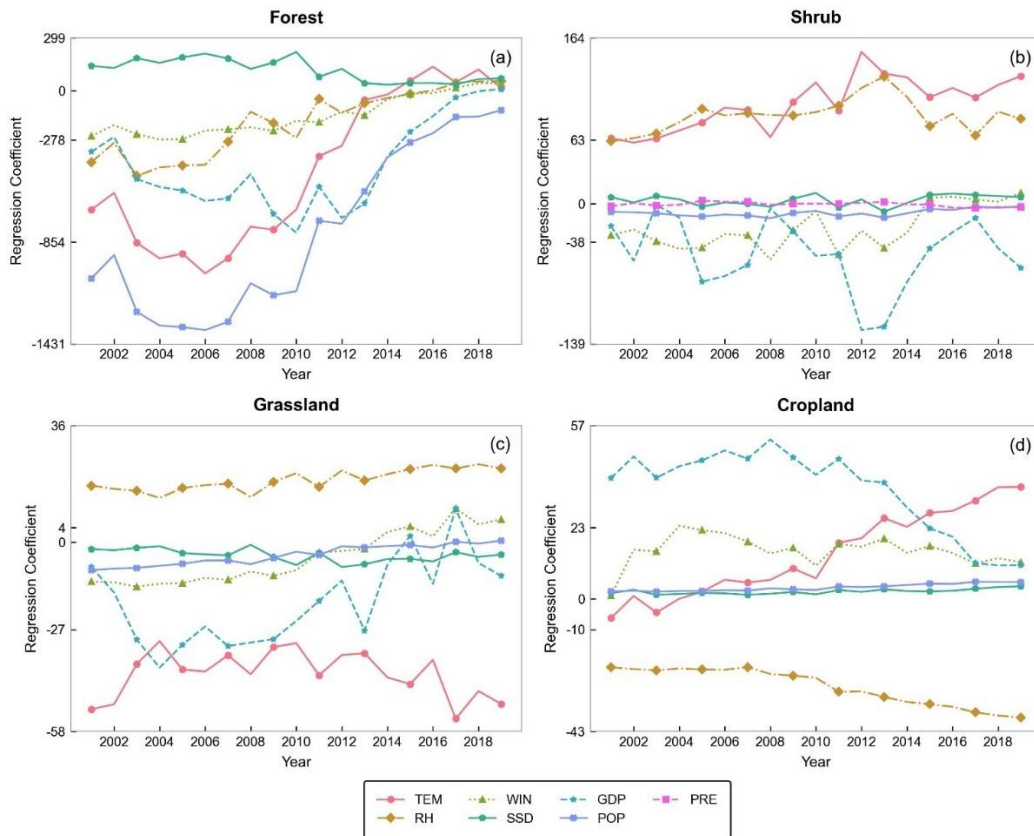 Forest
299
0
-278
-854
-1431
Regression Coefficient
(a)
2002 2004 2006 2008 2010 2012 2014 2016 2018
Year
Shrub
164
63
0
-38
-139
Regression Coefficient
(b)
2002 2004 2006 2008 2010 2012 2014 2016 2018
Year
Grassland
36
4
0
-27
-58
Regression Coefficient
(c)
2002 2004 2006 2008 2010 2012 2014 2016 2018
Year
Cropland
57
23
0
-10
-43
Regression Coefficient
(d)
2002 2004 2006 2008 2010 2012 2014 2016 2018
Year
TEM WIN GDP PRE
RH SSD POP